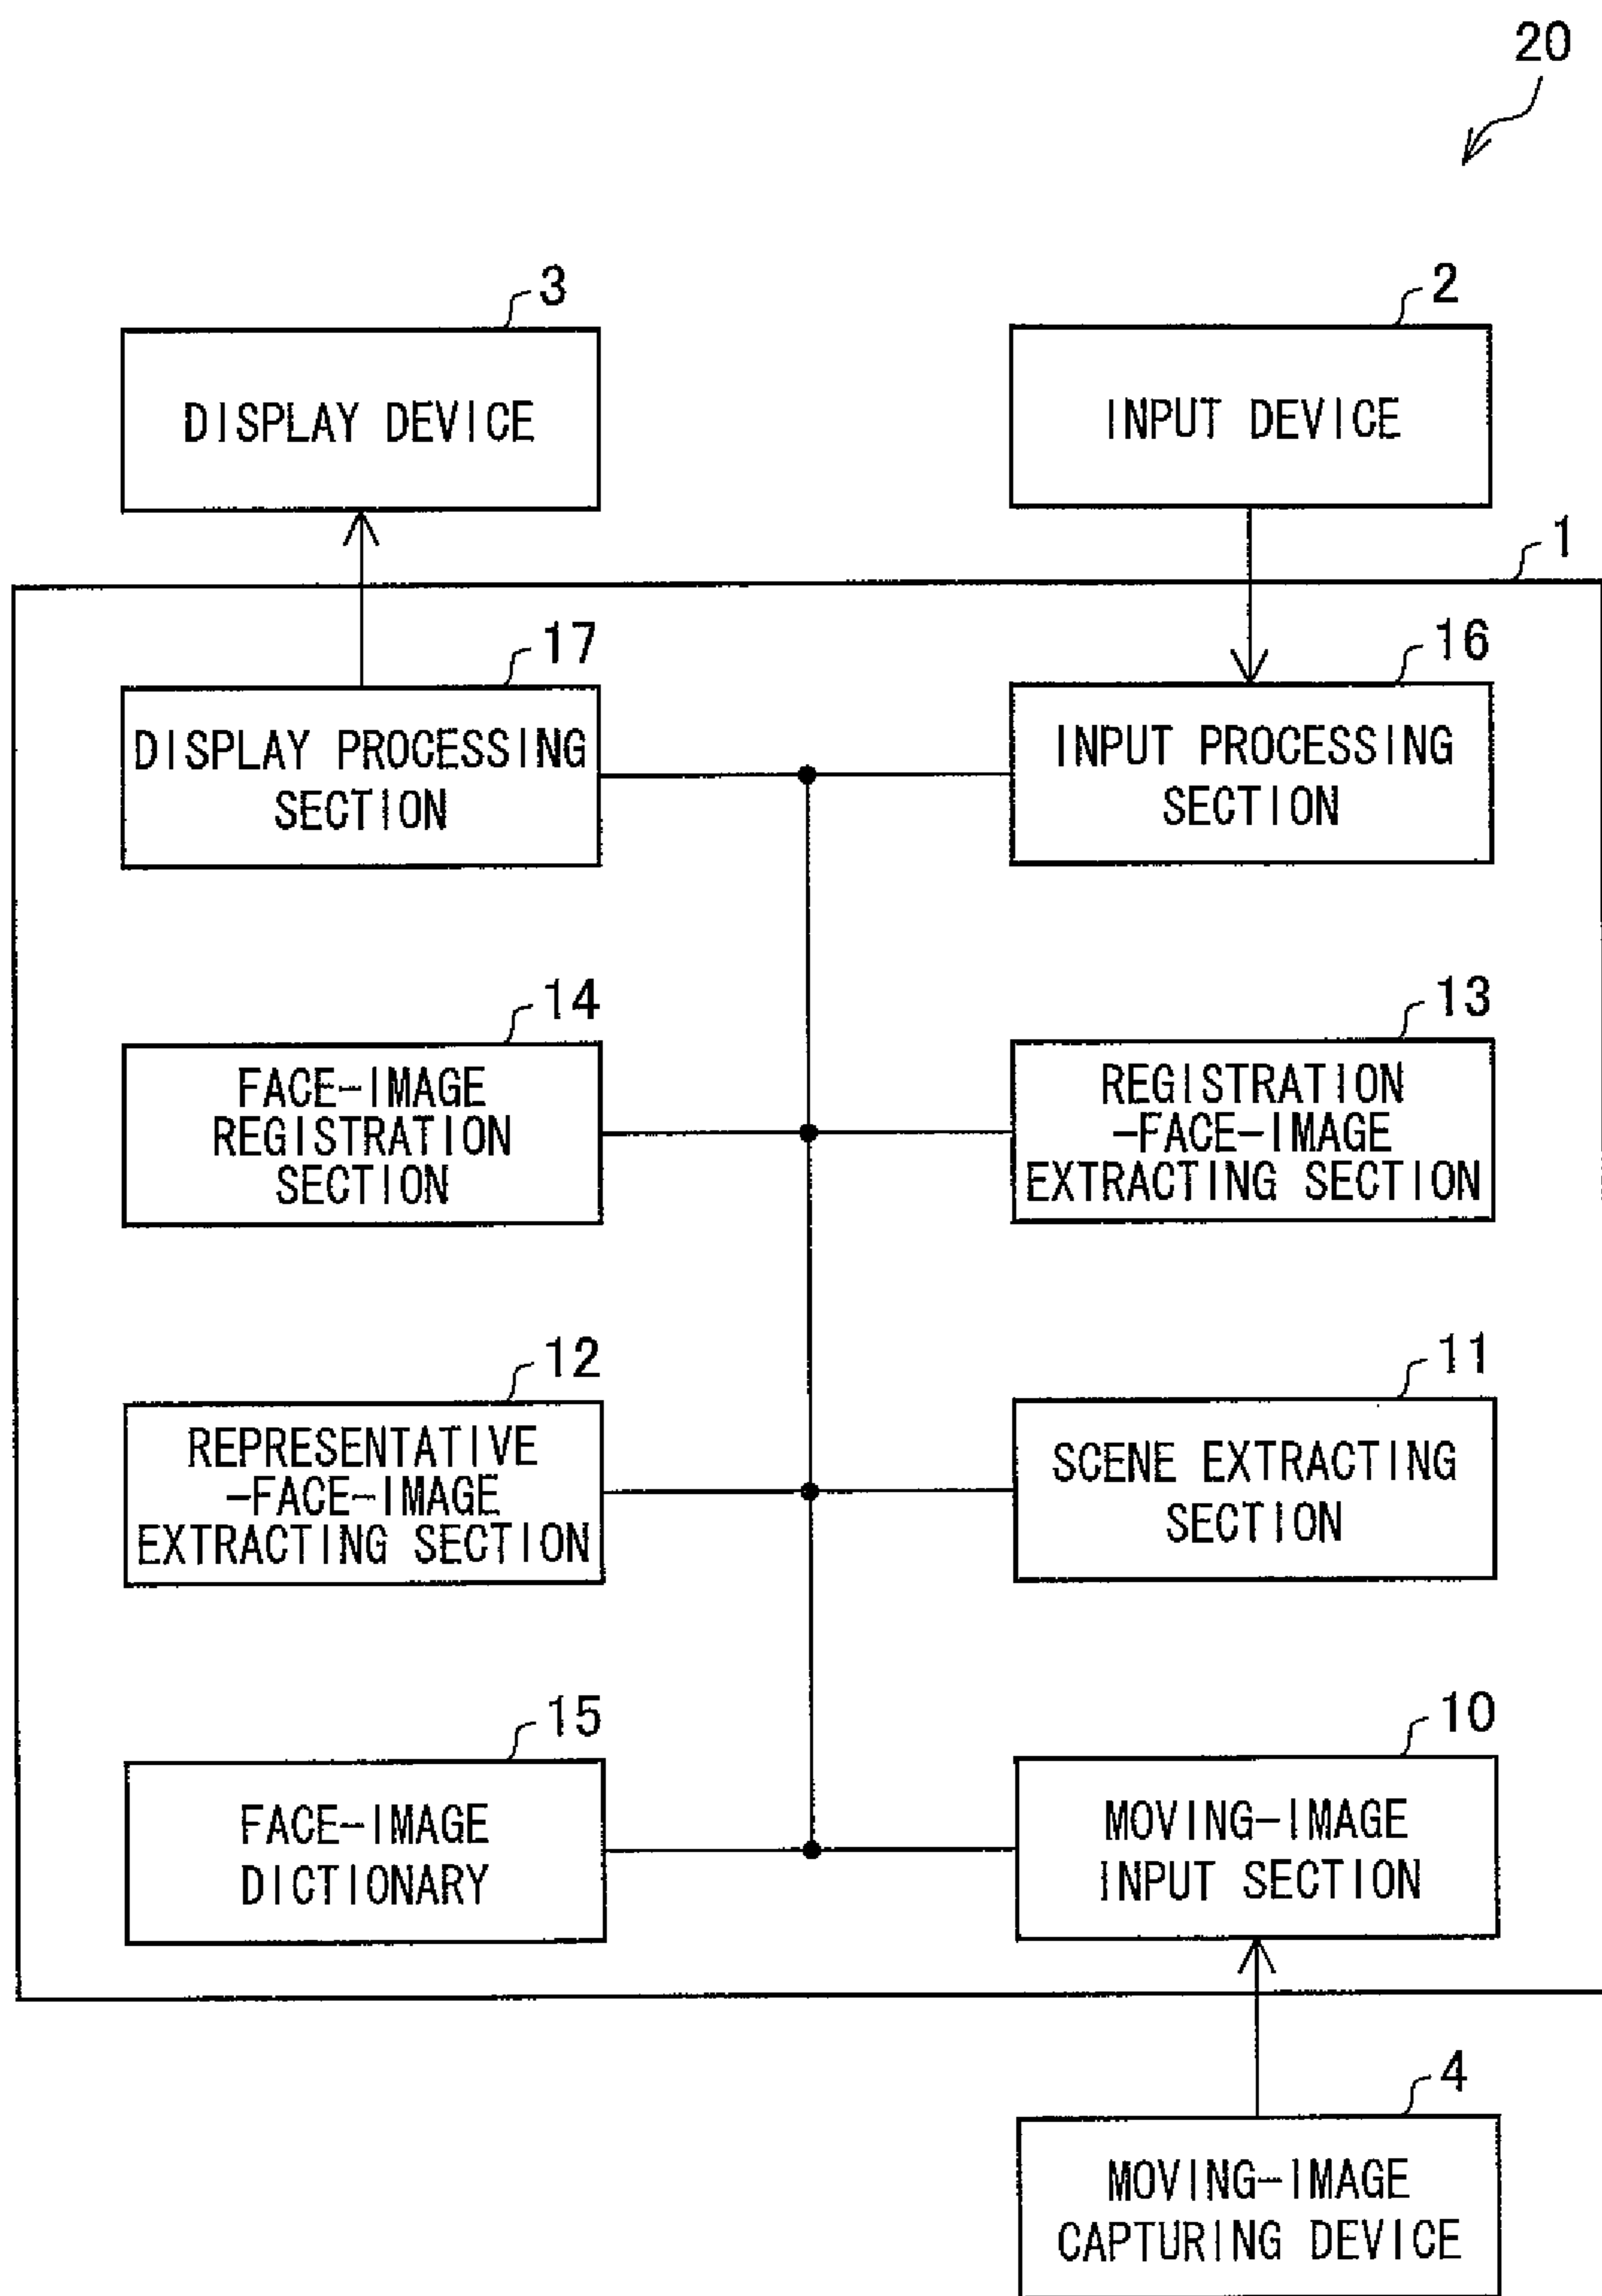 20
3
2
DISPLAY DEVICE
INPUT DEVICE
1
17
16
DISPLAY PROCESSING
SECTION
INPUT PROCESSING
SECTION
14
13
FACE-IMAGE
REGISTRATION
SECTION
REGISTRATION
-FACE-IMAGE
EXTRACTING SECTION
12
11
REPRESENTATIVE
-FACE-IMAGE
EXTRACTING SECTION
SCENE EXTRACTING
SECTION
15
10
FACE-IMAGE
DICTIONARY
MOVING-IMAGE
INPUT SECTION
4
MOVING-IMAGE
CAPTURING DEVICE